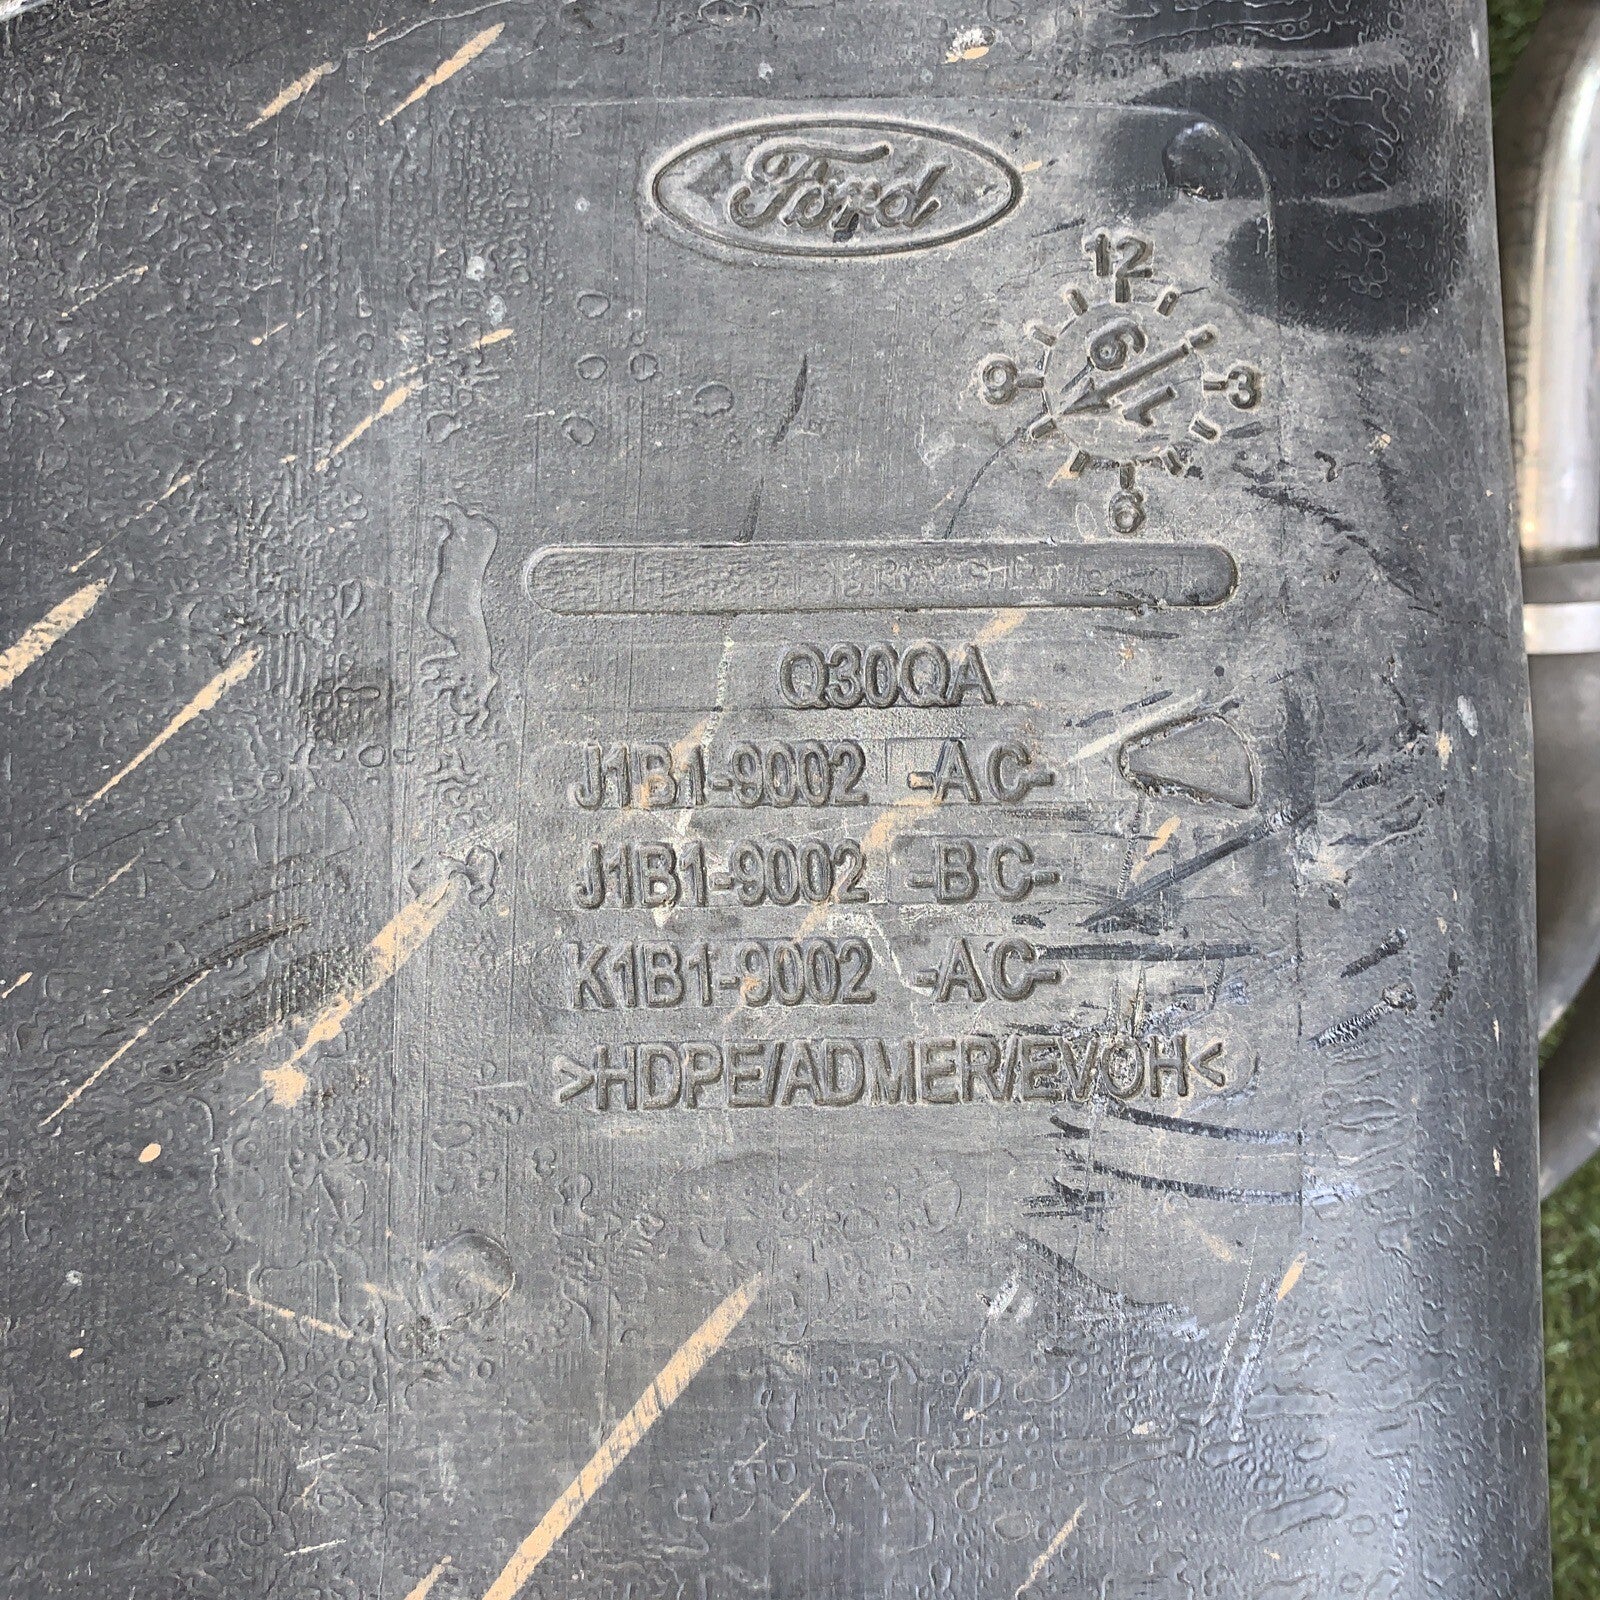 Ford
12
9 3
6
Q30QA
J1B1-9002 -AC-
J1B1-9002 -BC-
K1B1-9002 -AC-
>HDPE/ADMER/EVOH<